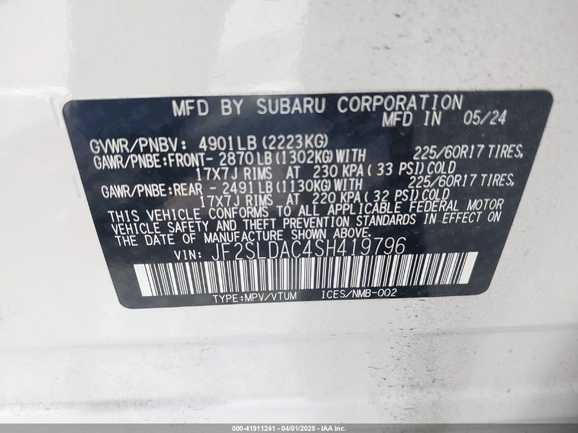 MFD BY SUBARU CORPORATION
MFD IN 05/24
GVWR/PNBV: 4901LB (2223KG)
GAWR/PNBE:FRONT- 2870LB (1302KG) WITH 225/60R17 TIRES,
17X7J RIMS AT 230 KPA ( 33 PSI) COLD
GAWR/PNBE:REAR - 2491LB (1130KG) WITH 225/60R17 TIRES,
17X7J RIMS AT 220 KPA ( 32 PSI) COLD
THIS VEHICLE CONFORMS TO ALL APPLICABLE FEDERAL MOTOR
VEHICLE SAFETY AND THEFT PREVENTION STANDARDS IN EFFECT ON
THE DATE OF MANUFACTURE SHOWN ABOVE.
VIN: JF2SLDAC4SH419796
TYPE:MPV/VTUM ICES/NMB-002
000-41911241 - 04/01/2025 - IAA Inc.